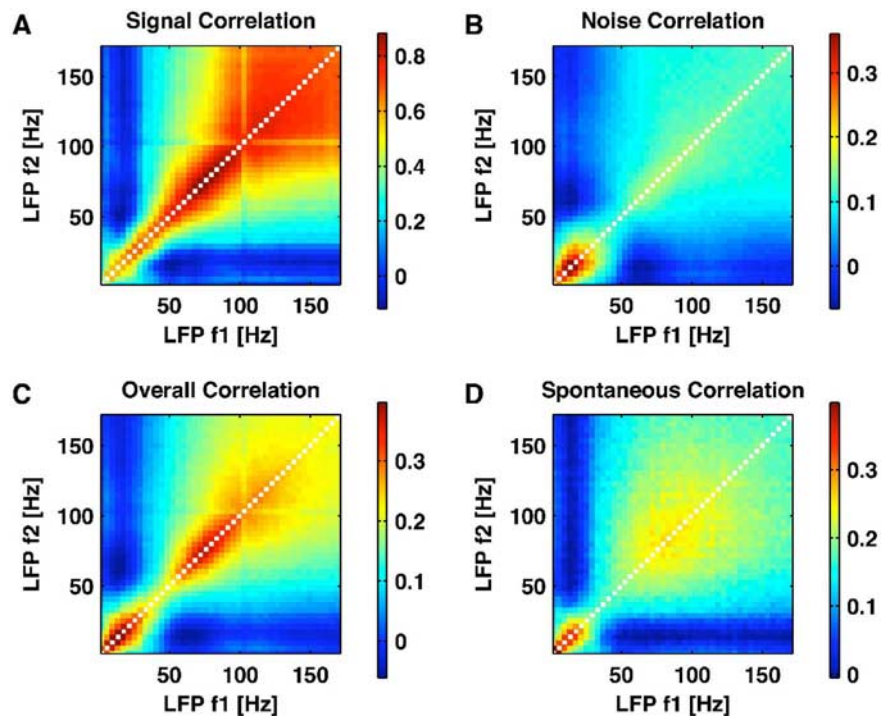 A
Signal Correlation
LFP f2 [Hz]
150
100
50
50 100 150
LFP f1 [Hz]
0.8
0.6
0.4
0.2
0
B
Noise Correlation
LFP f2 [Hz]
150
100
50
50 100 150
LFP f1 [Hz]
0.3
0.2
0.1
0
C
Overall Correlation
LFP f2 [Hz]
150
100
50
50 100 150
LFP f1 [Hz]
0.3
0.2
0.1
0
D
Spontaneous Correlation
LFP f2 [Hz]
150
100
50
50 100 150
LFP f1 [Hz]
0.3
0.2
0.1
0